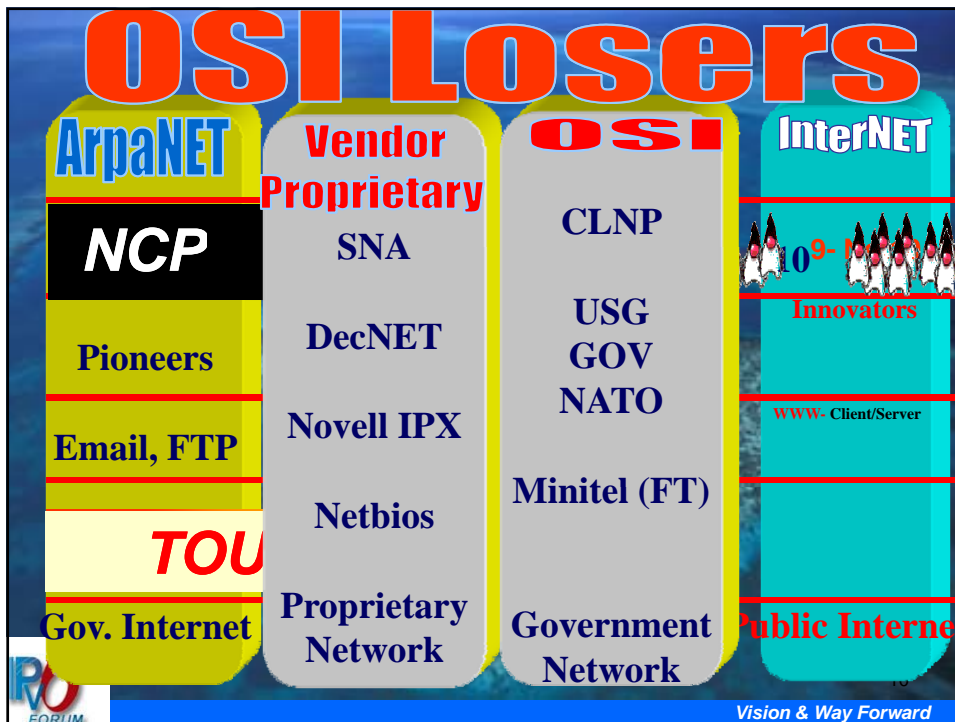 OSI Losers
ArpaNET
NCP
Pioneers
Email, FTP
TOU
Gov. Internet
Vendor
Proprietary
SNA
DecNET
Novell IPX
Netbios
Proprietary
Network
OSI
CLNP
USG
GOV
NATO
Minitel (FT)
Government
Network
InterNET
109-
Innovators
WWW- Client/Server
Public Interne
FORUM
Vision & Way Forward